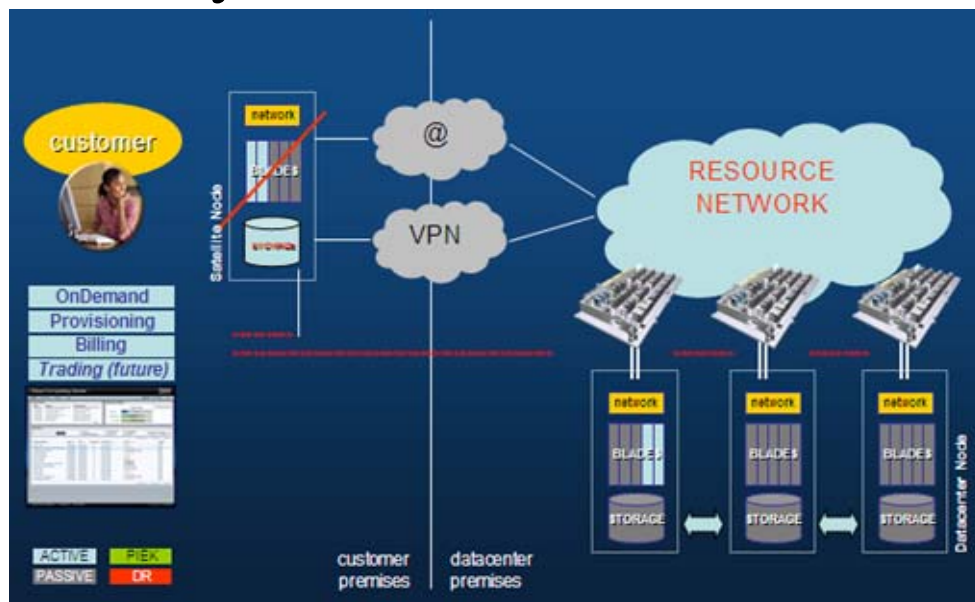 customer
network
BLADES
STORAGE
Satellite Node
@
VPN
RESOURCE
NETWORK
OnDemand
Provisioning
Billing
Trading (future)
network
BLADES
STORAGE
network
BLADES
STORAGE
network
BLADES
STORAGE
Datacenter Node
ACTIVE
PIEK
PASSIVE
DR
customer
premises
datacenter
premises